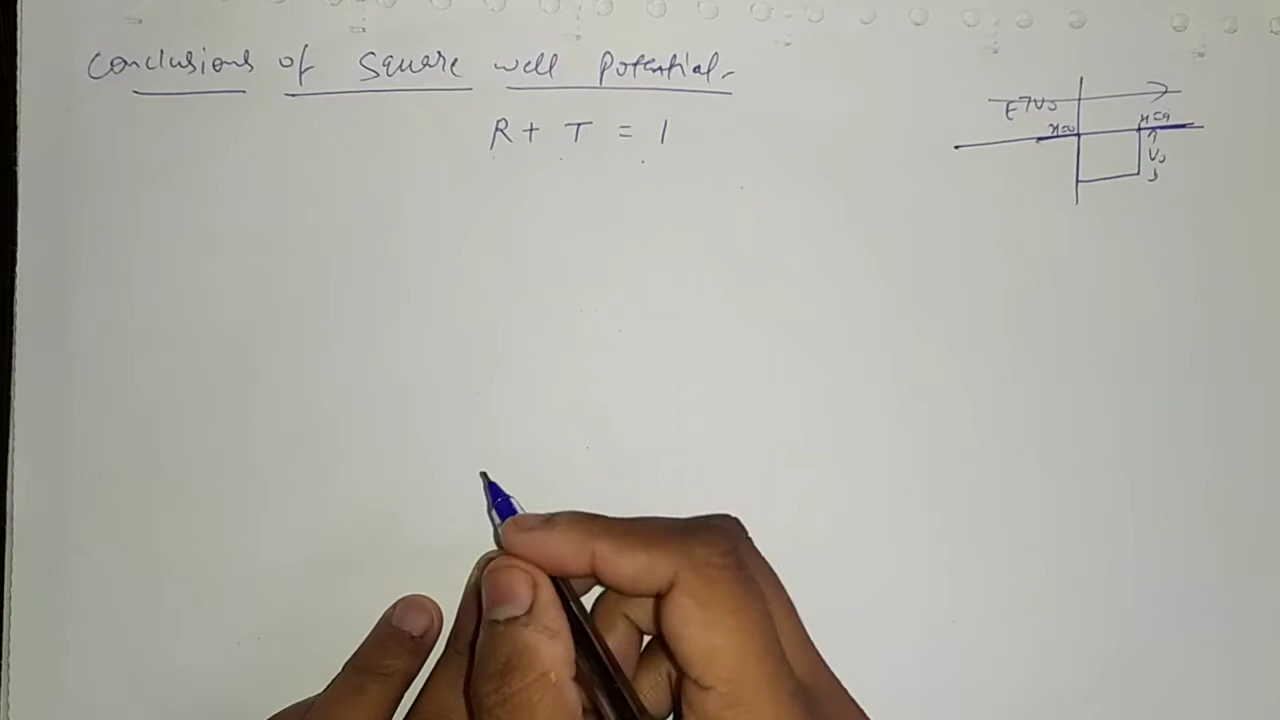 Conclusions of Square well Potential-
R + T = 1
E>V0
x=0
x=a
V0